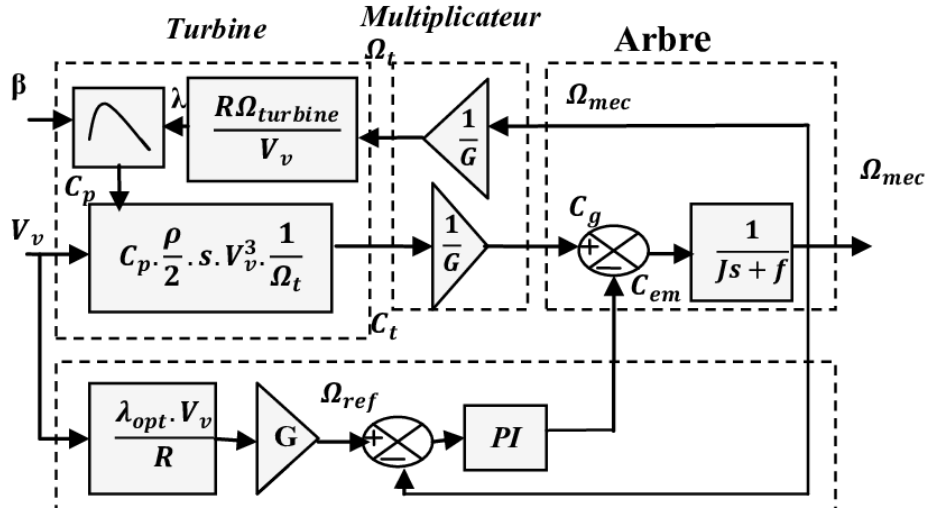 Turbine
Multiplicateur
Arbre
Ω_t
β
λ
RΩ_turbine / V_v
1/G
Ω_mec
Ω_mec
C_p
V_v
C_p . ρ/2 . s . V_v^3 . 1/Ω_t
1/G
C_g
+
−
1 / (Js + f)
C_em
C_t
λ_opt . V_v / R
G
Ω_ref
+
−
PI